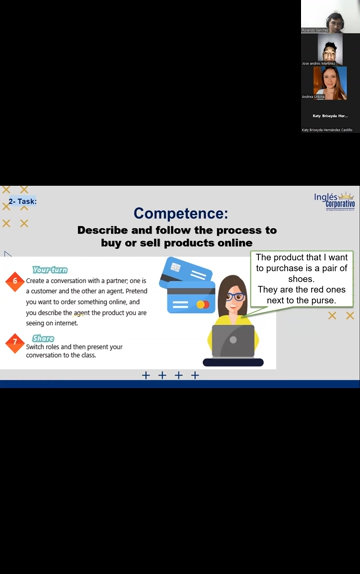 Katy Brisayda Her...
Katy Brisayda Hernández Castillo
2- Task:
Inglés
Corporativo
Competence:
Describe and follow the process to
buy or sell products online
Your turn
6
Create a conversation with a partner; one is
a customer and the other an agent. Pretend
you want to order something online, and
you describe the agent the product you are
seeing on internet.
7
Share
Switch roles and then present your
conversation to the class.
The product that I want
to purchase is a pair of
shoes.
They are the red ones
next to the purse.